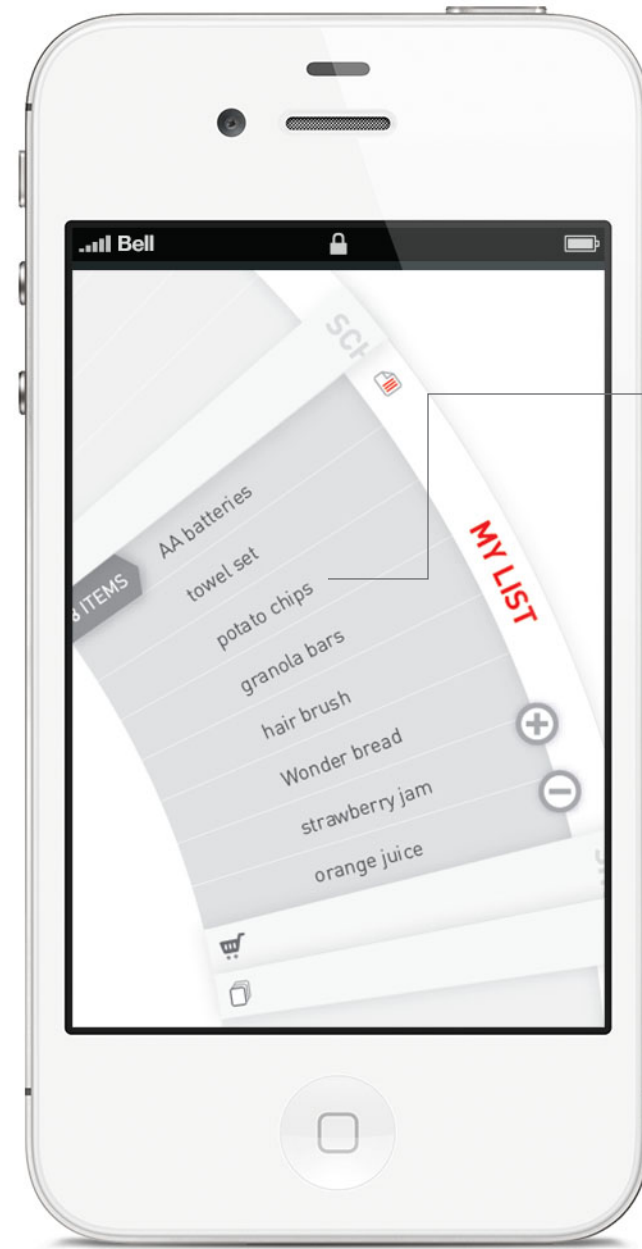 Bell
SCH
MY LIST
8 ITEMS
AA batteries
towel set
potato chips
granola bars
hair brush
Wonder bread
strawberry jam
orange juice